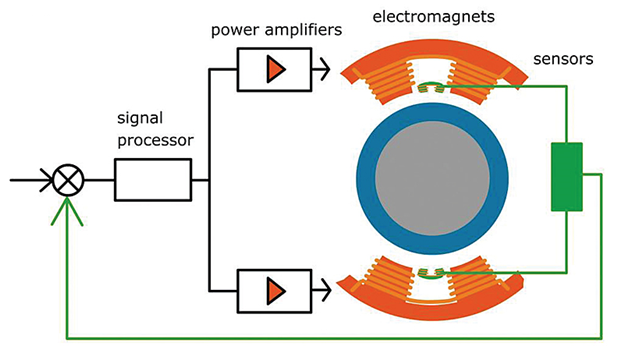 electromagnets
power amplifiers
sensors
signal
processor